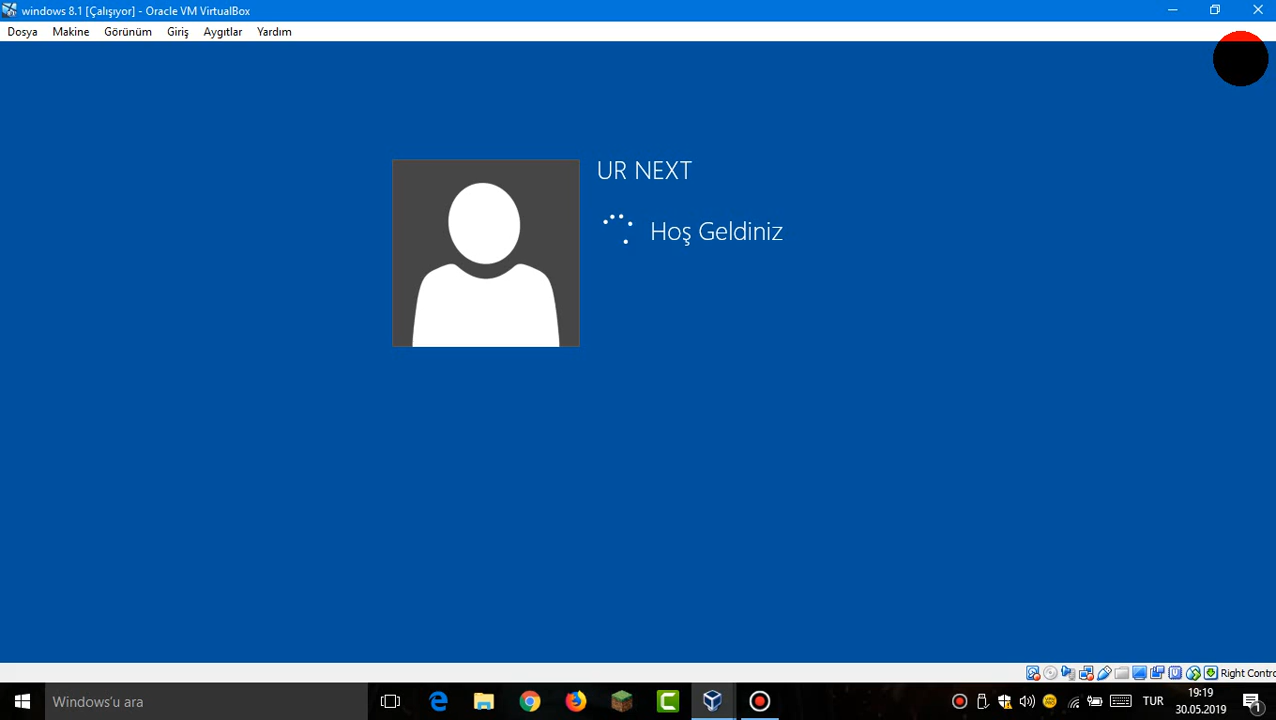 windows 8.1 [Çalışıyor] - Oracle VM VirtualBox
Dosya Makine Görünüm Giriş Aygıtlar Yardım
UR NEXT
Hoş Geldiniz
Right Contro
Windows'u ara
TUR
19:19
30.05.2019
1